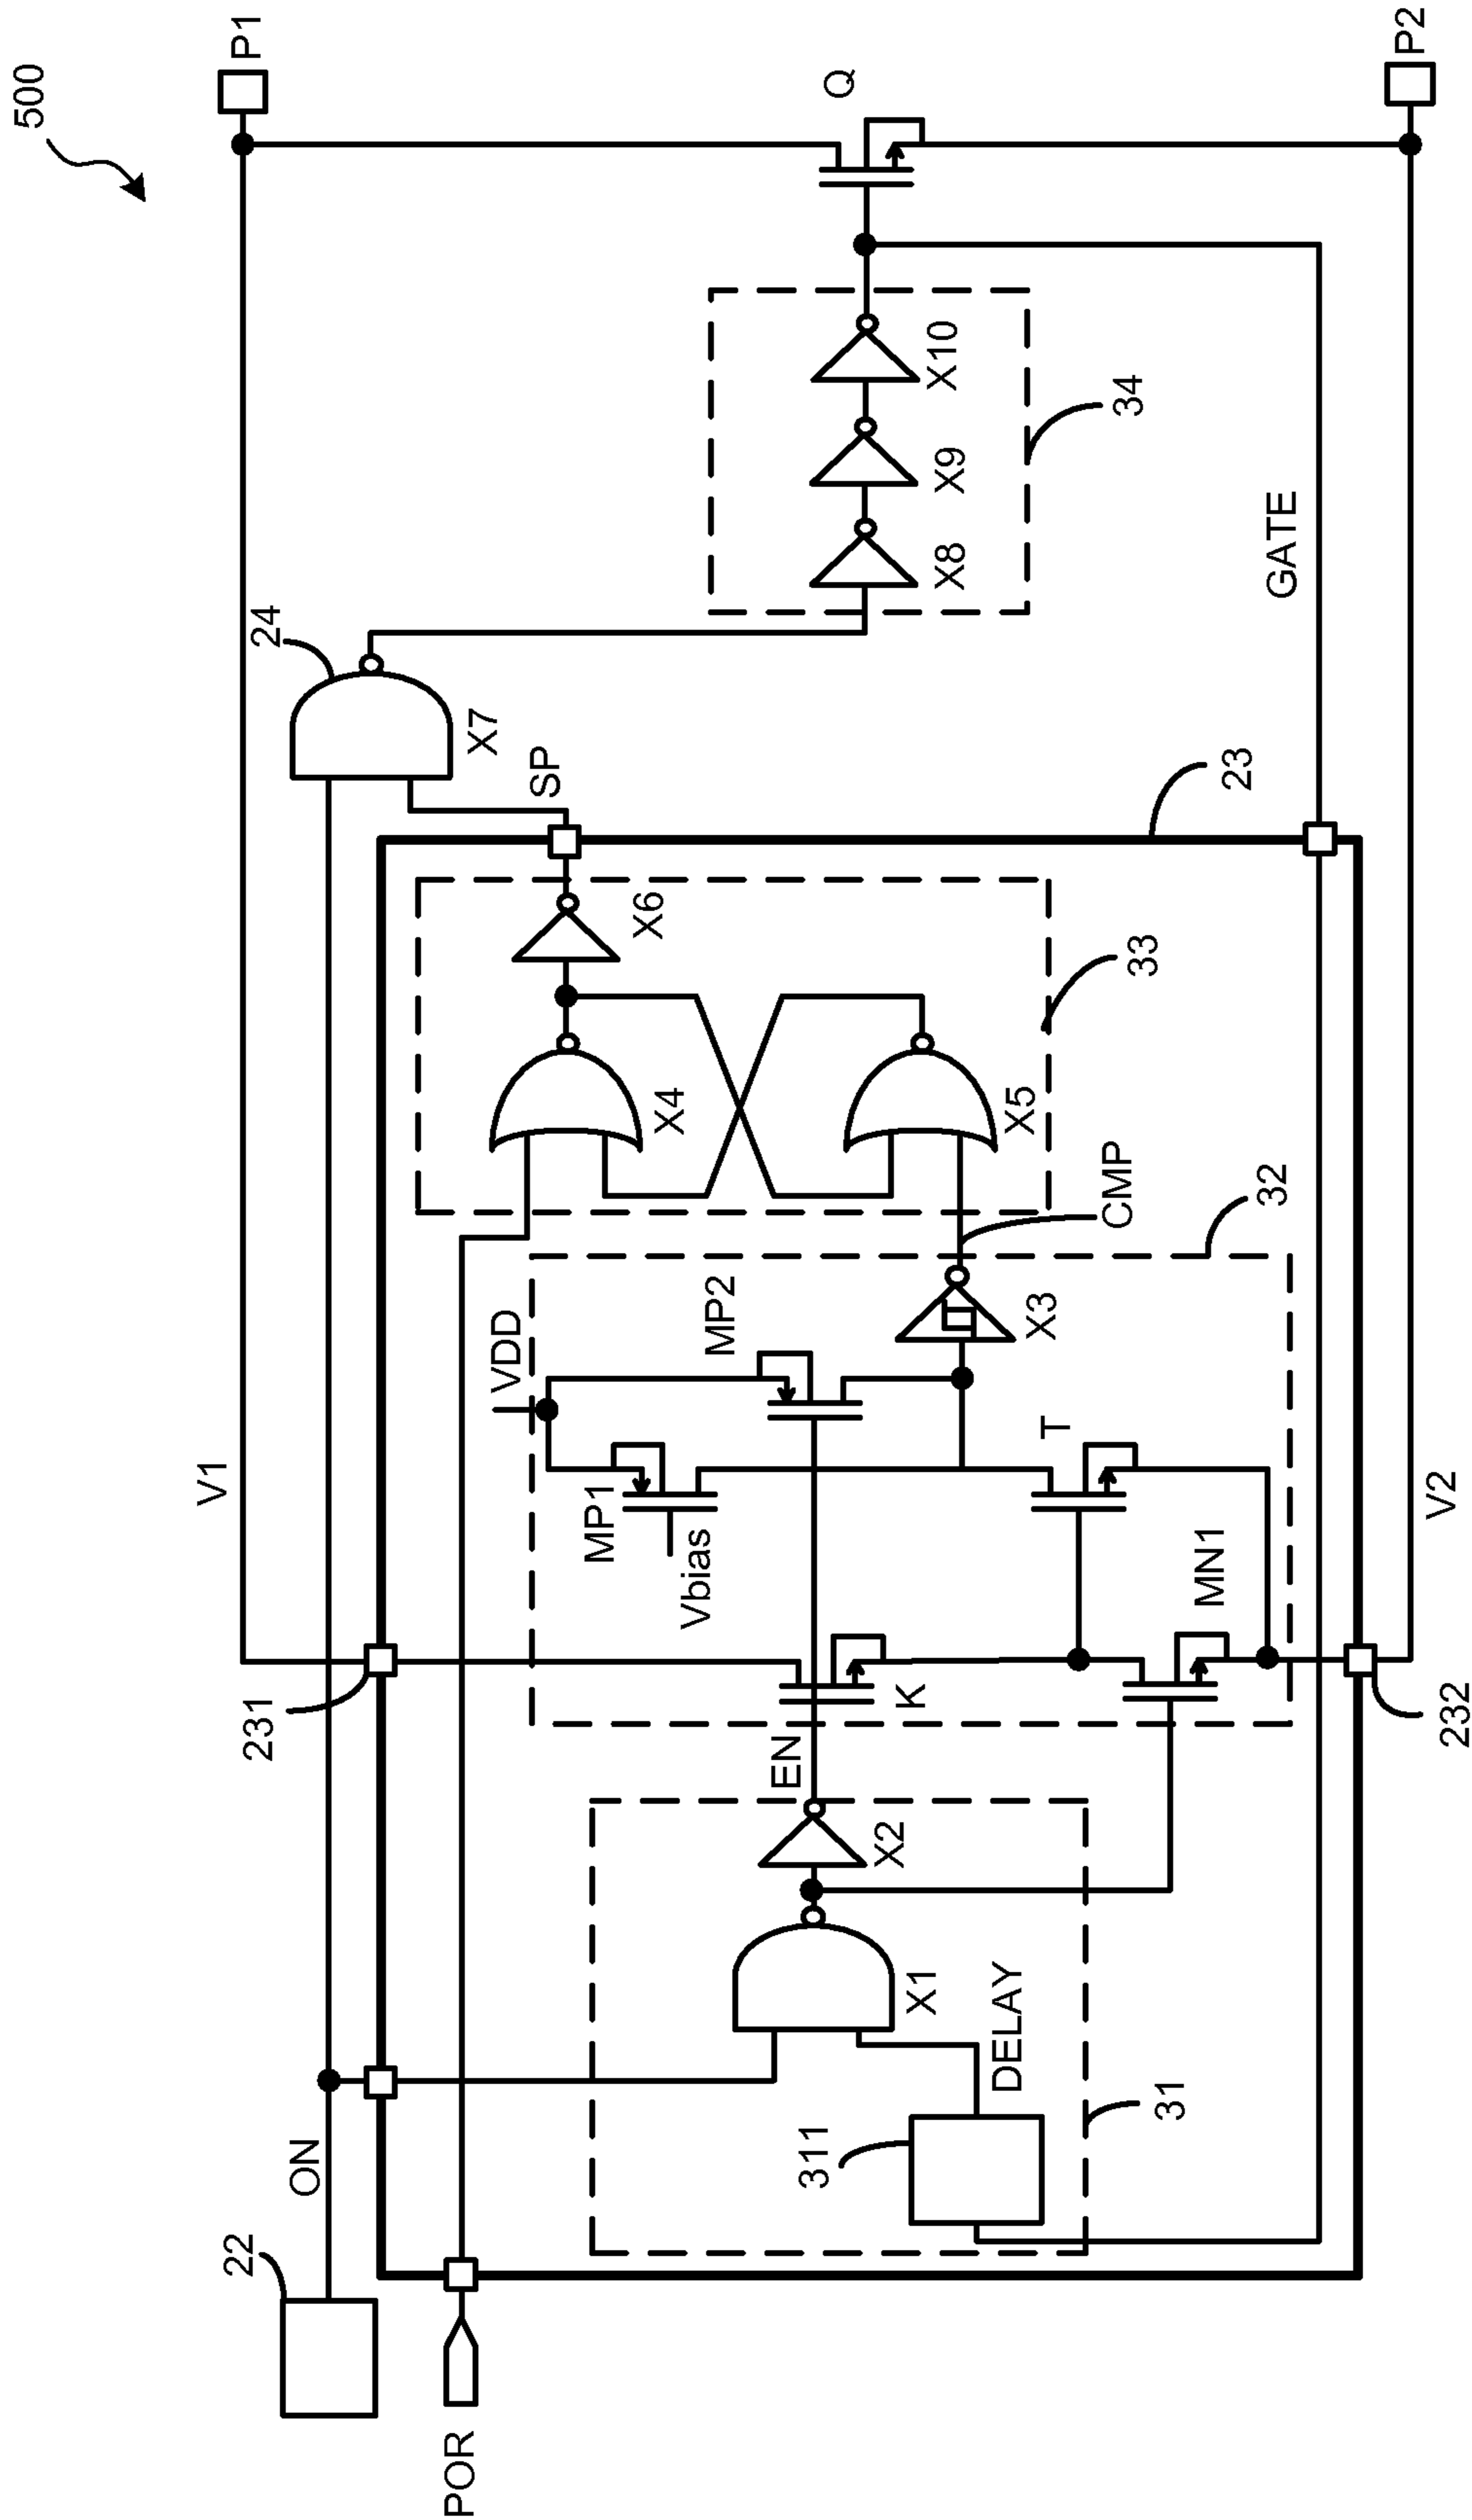 500
P1
V1
22
ON
231
24
POR
X7
SP
VDD
X4
X6
MP1
Vbias
MP2
EN
K
311
X1
X2
Q
X3
X5
X8
X9
X10
DELAY
T
CMP
31
MN1
32
33
34
23
GATE
V2
232
P2